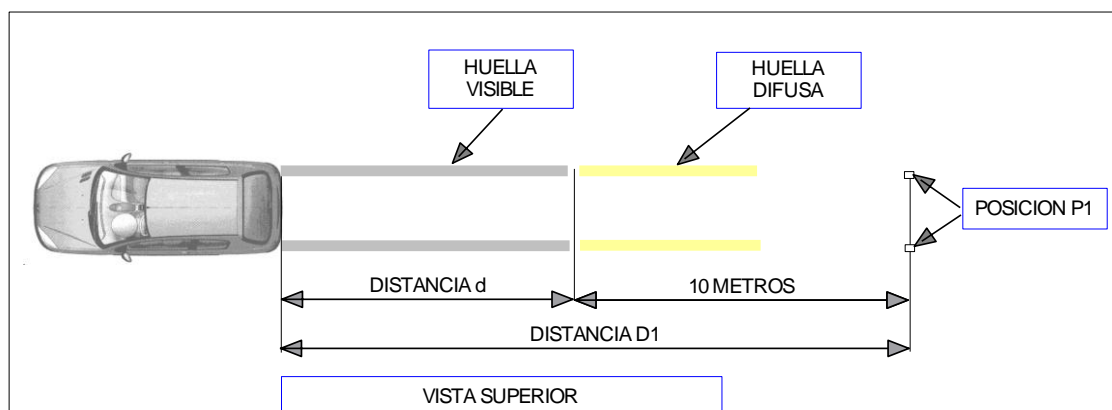 HUELLA
VISIBLE
HUELLA
DIFUSA
POSICION P1
DISTANCIA d
10 METROS
DISTANCIA D1
VISTA SUPERIOR